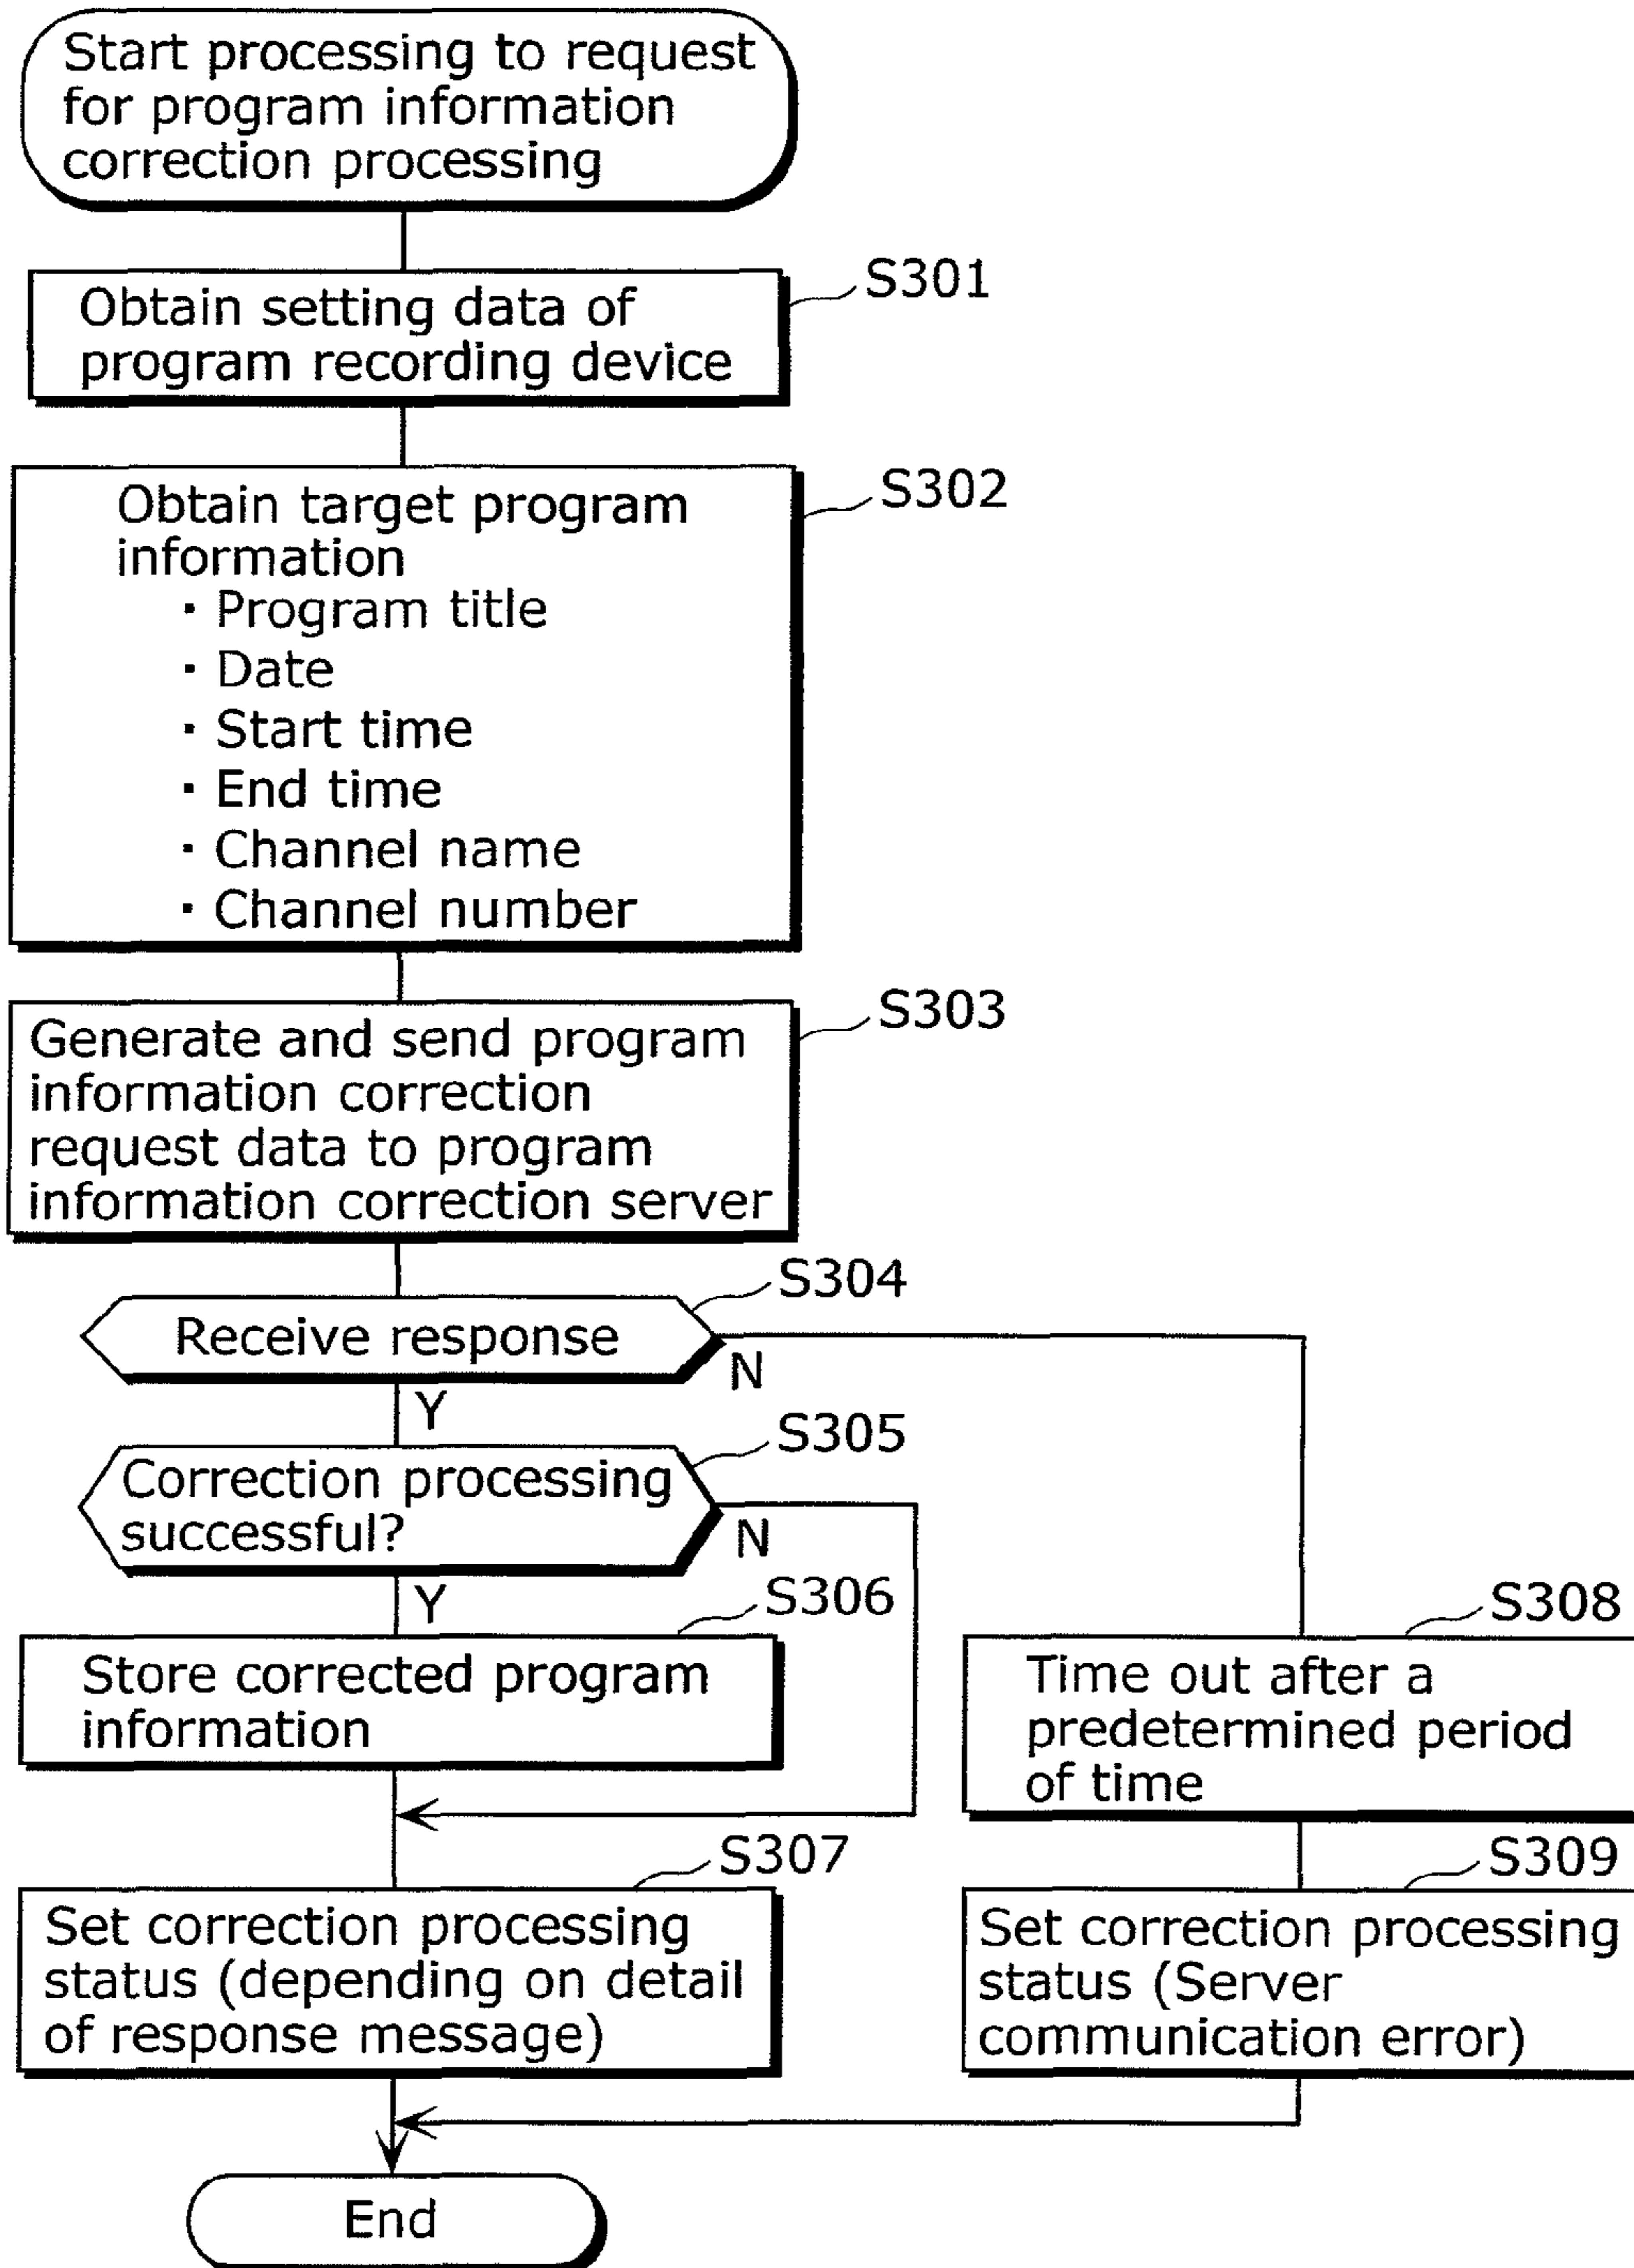 Start processing to request
for program information
correction processing
S301
Obtain setting data of
program recording device
S302
Obtain target program
information
· Program title
· Date
· Start time
· End time
· Channel name
· Channel number
S303
Generate and send program
information correction
request data to program
information correction server
S304
Receive response
N
Y
S305
Correction processing
successful?
N
Y
S306
Store corrected program
information
S308
Time out after a
predetermined period
of time
S307
Set correction processing
status (depending on detail
of response message)
S309
Set correction processing
status (Server
communication error)
End